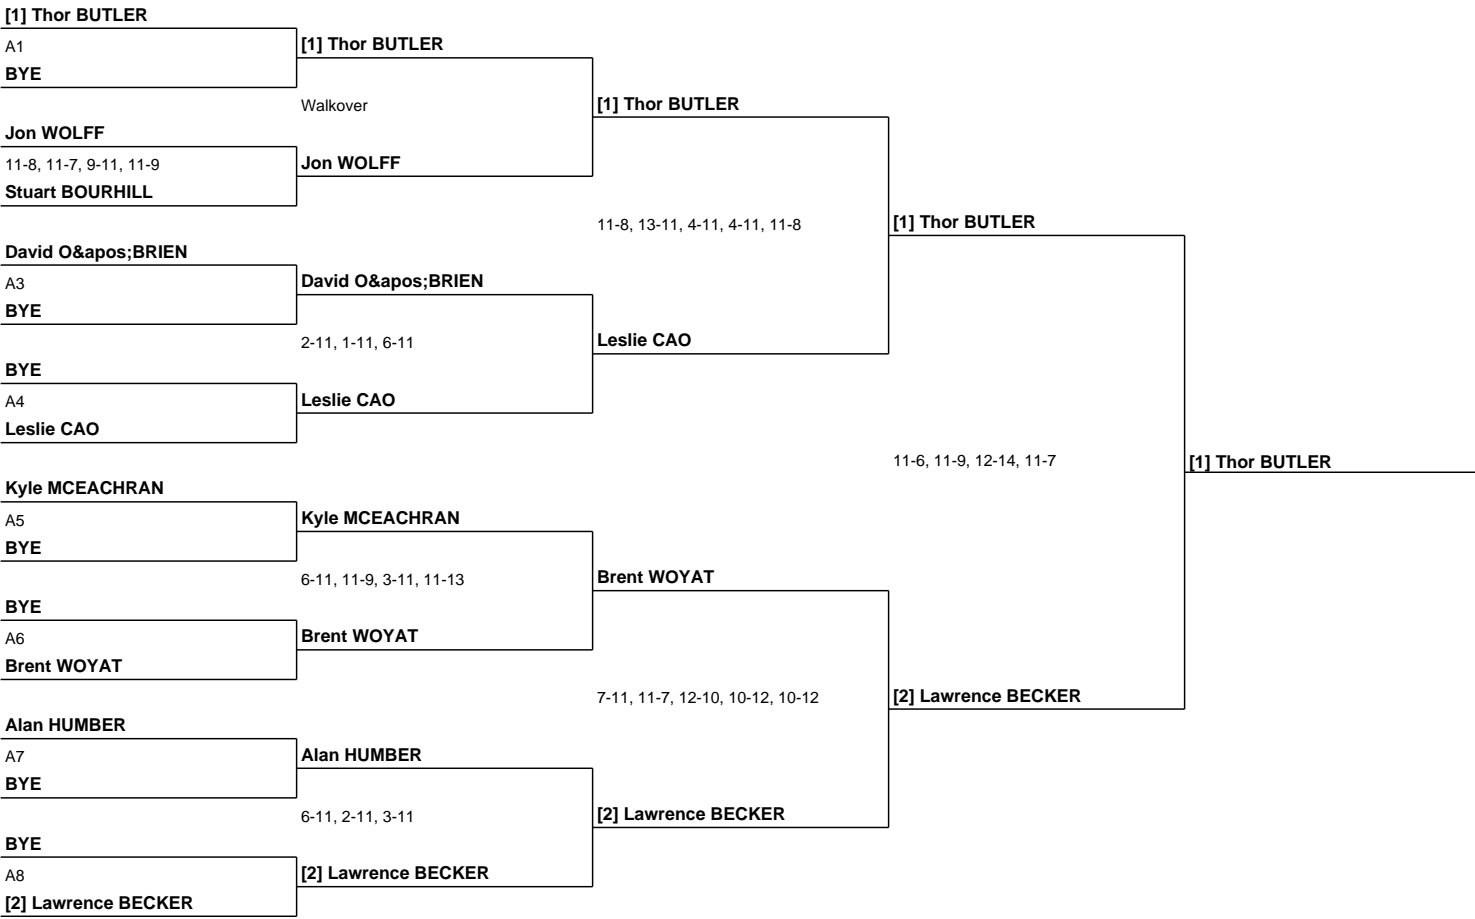 [1] Thor BUTLER
A1
BYE
Jon WOLFF
11-8, 11-7, 9-11, 11-9
Stuart BOURHILL
David O&apos;BRIEN
A3
BYE
BYE
A4
Leslie CAO
Kyle MCEACHRAN
A5
BYE
BYE
A6
Brent WOYAT
Alan HUMBER
A7
BYE
BYE
A8
[2] Lawrence BECKER
[1] Thor BUTLER
Walkover
Jon WOLFF
David O&apos;BRIEN
2-11, 1-11, 6-11
Leslie CAO
Kyle MCEACHRAN
6-11, 11-9, 3-11, 11-13
Brent WOYAT
Alan HUMBER
6-11, 2-11, 3-11
[2] Lawrence BECKER
[1] Thor BUTLER
11-8, 13-11, 4-11, 4-11, 11-8
Leslie CAO
Brent WOYAT
7-11, 11-7, 12-10, 10-12, 10-12
[2] Lawrence BECKER
[1] Thor BUTLER
11-6, 11-9, 12-14, 11-7
[2] Lawrence BECKER
[1] Thor BUTLER